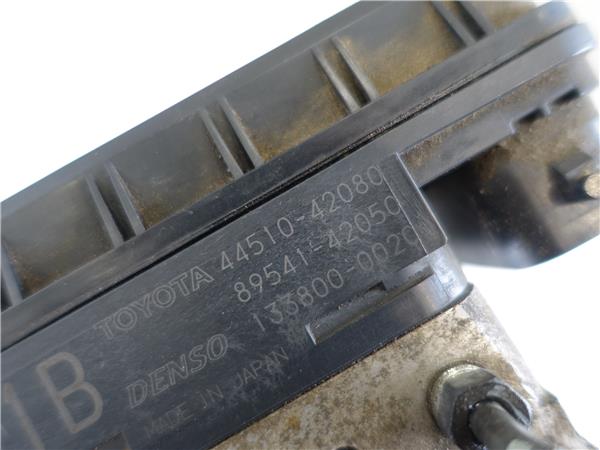 TOYOTA 44510-42080
89541-42050
DENSO 133800-0020
MADE IN JAPAN
1B